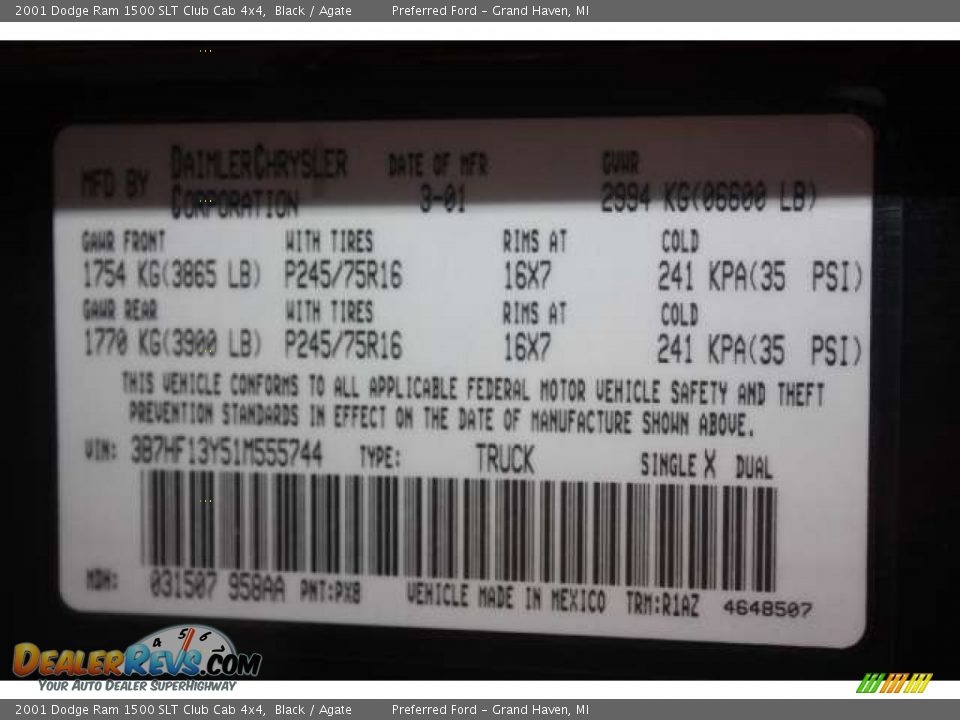 2001 Dodge Ram 1500 SLT Club Cab 4x4, Black / Agate Preferred Ford - Grand Haven, MI
MFD BY DAIMLERCHRYSLER CORPORATION DATE OF MFR 3-01 GVWR 2994 KG(06600 LB)
GAWR FRONT WITH TIRES RIMS AT COLD
1754 KG(3865 LB) P245/75R16 16X7 241 KPA(35 PSI)
GAWR REAR WITH TIRES RIMS AT COLD
1770 KG(3900 LB) P245/75R16 16X7 241 KPA(35 PSI)
THIS VEHICLE CONFORMS TO ALL APPLICABLE FEDERAL MOTOR VEHICLE SAFETY AND THEFT
PREVENTION STANDARDS IN EFFECT ON THE DATE OF MANUFACTURE SHOWN ABOVE.
VIN: 3B7HF13Y51M555744 TYPE: TRUCK SINGLE X DUAL
MDH: 031507 958AA PNT:PX8 VEHICLE MADE IN MEXICO TRM:R1AZ 4648507
4 5 6
DEALERREVS.COM
YOUR AUTO DEALER SUPERHIGHWAY
2001 Dodge Ram 1500 SLT Club Cab 4x4, Black / Agate Preferred Ford - Grand Haven, MI